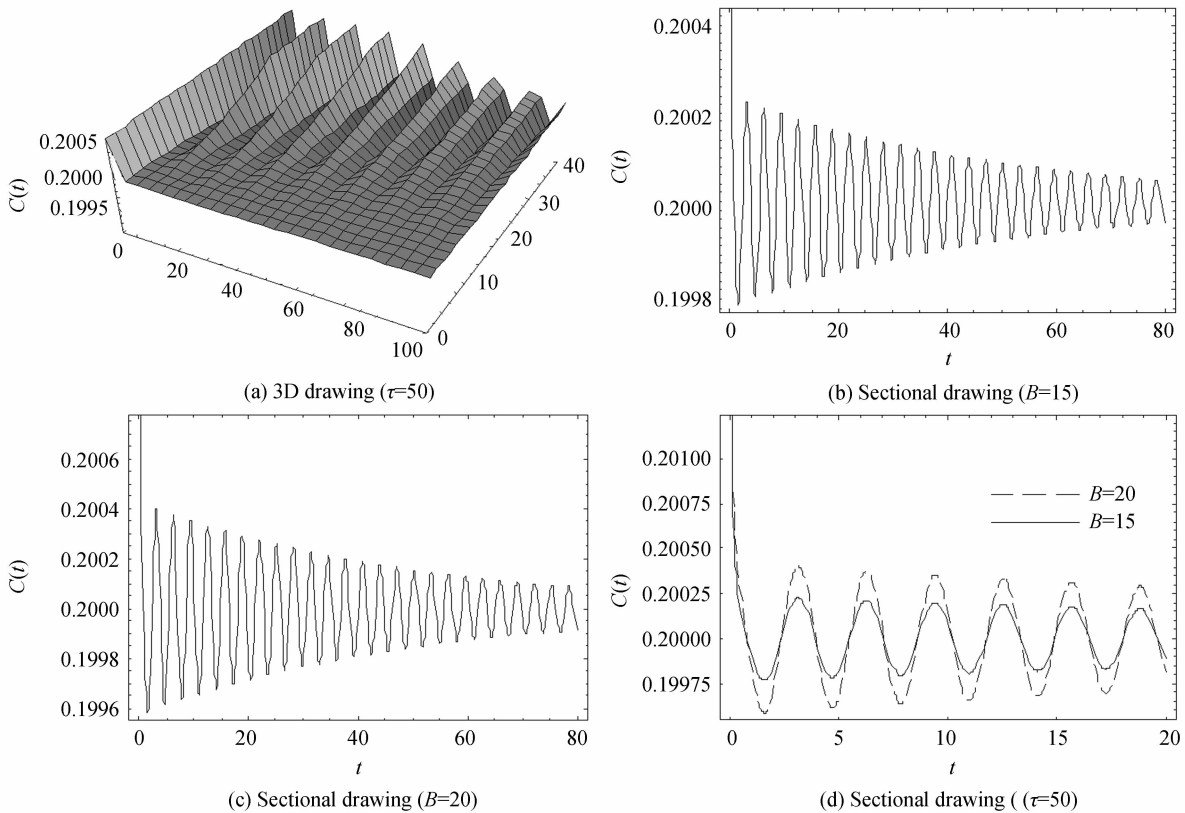 0.2005
0.2000
0.1995
C(t)
0
20
40
60
80
100
0
10
20
30
40
(a) 3D drawing (τ=50)
0.2004
0.2002
0.2000
0.1998
C(t)
0 20 40 60 80
t
(b) Sectional drawing (B=15)
0.2006
0.2004
0.2002
0.2000
0.1998
0.1996
C(t)
0 20 40 60 80
t
(c) Sectional drawing (B=20)
0.20100
0.20075
0.20050
0.20025
0.20000
0.19975
C(t)
B=20
B=15
0 5 10 15 20
t
(d) Sectional drawing ( (τ=50)